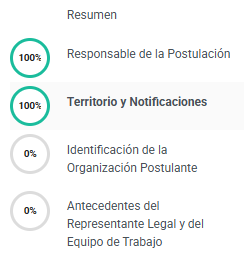 Resumen
100% Responsable de la Postulación
100% Territorio y Notificaciones
0% Identificación de la
Organización Postulante
0% Antecedentes del
Representante Legal y del
Equipo de Trabajo